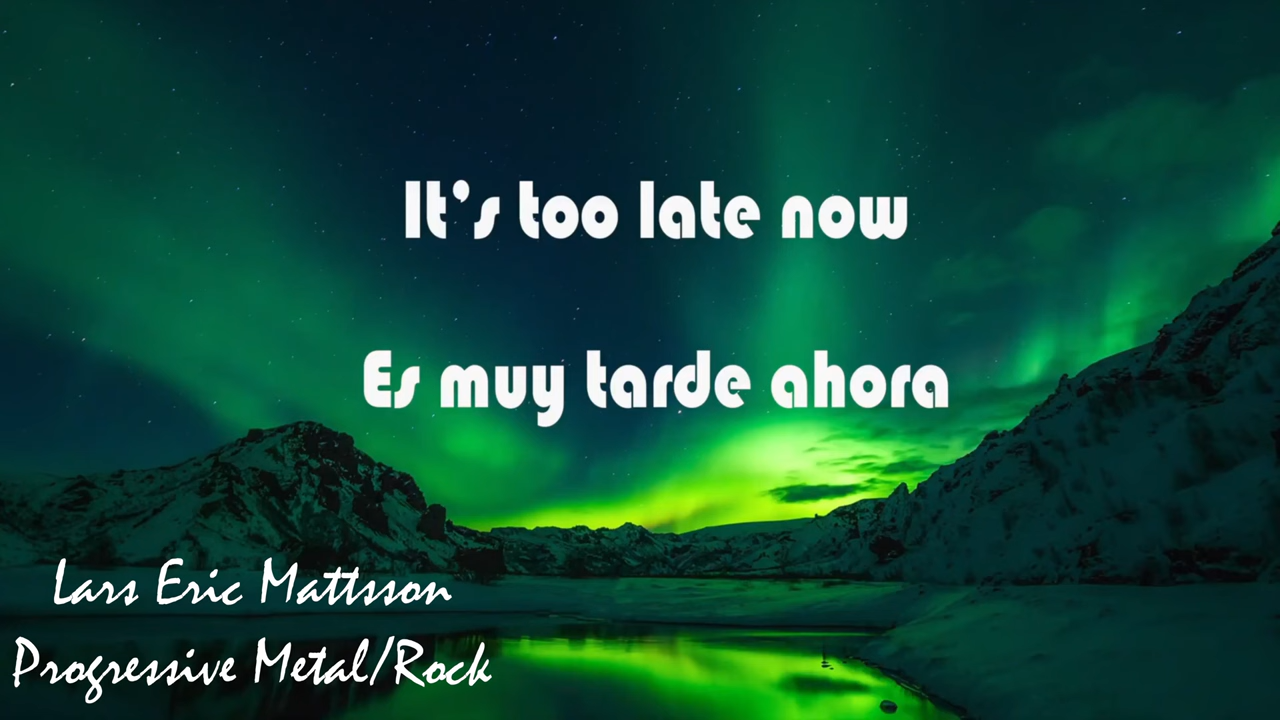 It's too late now
Es muy tarde ahora
Lars Eric Mattsson
Progressive Metal/Rock